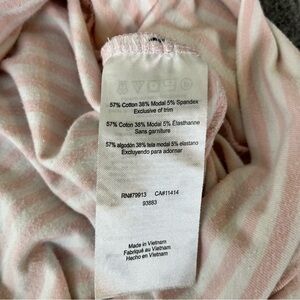 57% Cotton 38% Modal 5% Spandex
Exclusive of trim
57% Coton 38% Modal 5% Élasthanne
Sans garniture
57% algodón 38% tela modal 5% elastano
Excluyendo para adornar
RN#79913 CA#11414
93883
Made in Vietnam
Fabriqué au Vietnam
Hecho en Vietnam